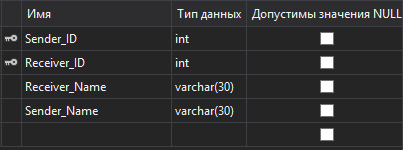 Имя Тип данных Допустимы значения NULL
Sender_ID int
Receiver_ID int
Receiver_Name varchar(30)
Sender_Name varchar(30)